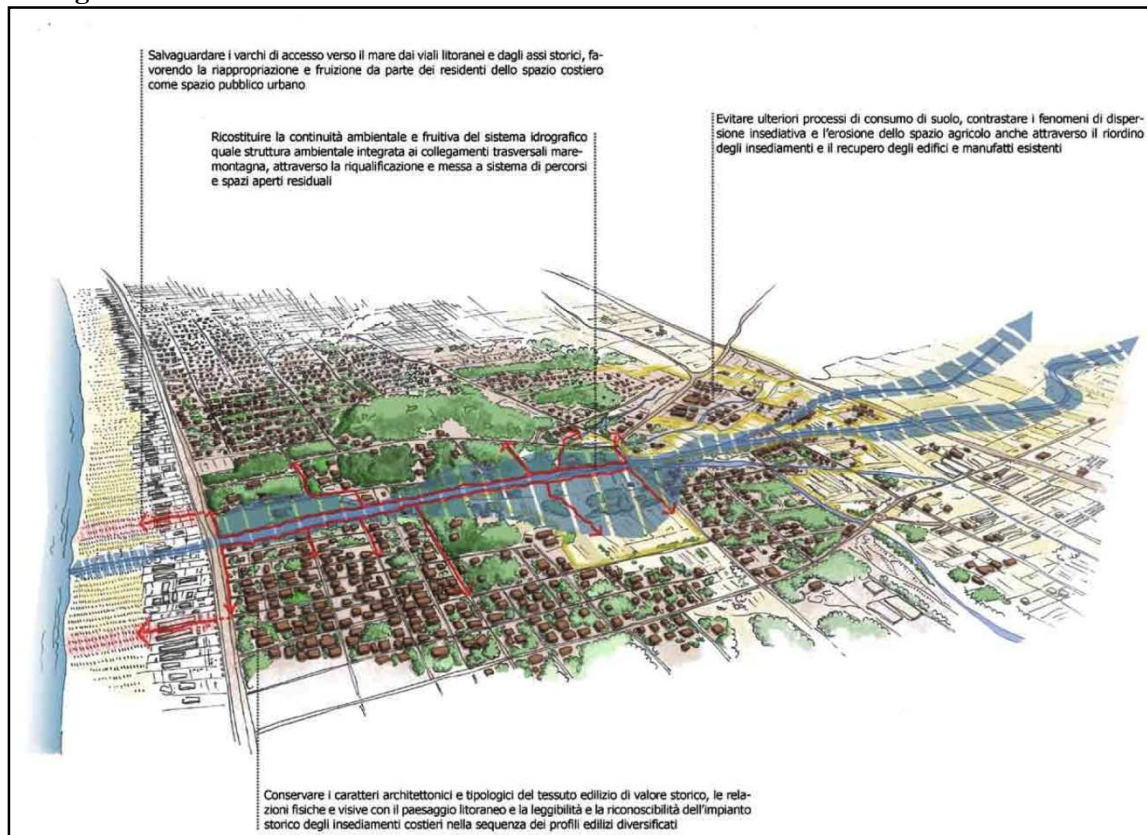 Salvaguardare i varchi di accesso verso il mare dai viali litoranei e dagli assi storici, fa-
vorendo la riappropriazione e fruizione da parte dei residenti dello spazio costiero
come spazio pubblico urbano
Ricostituire la continuità ambientale e fruitiva del sistema idrografico
quale struttura ambientale integrata ai collegamenti trasversali mare-
montagna, attraverso la riqualificazione e messa a sistema di percorsi
e spazi aperti residuali
Evitare ulteriori processi di consumo di suolo, contrastare i fenomeni di disper-
sione insediativa e l'erosione dello spazio agricolo anche attraverso il riordino
degli insediamenti e il recupero degli edifici e manufatti esistenti
Conservare i caratteri architettonici e tipologici del tessuto edilizio di valore storico, le rela-
zioni fisiche e visive con il paesaggio litoraneo e la leggibilità e la riconoscibilità dell'impianto
storico degli insediamenti costieri nella sequenza dei profili edilizi diversificati